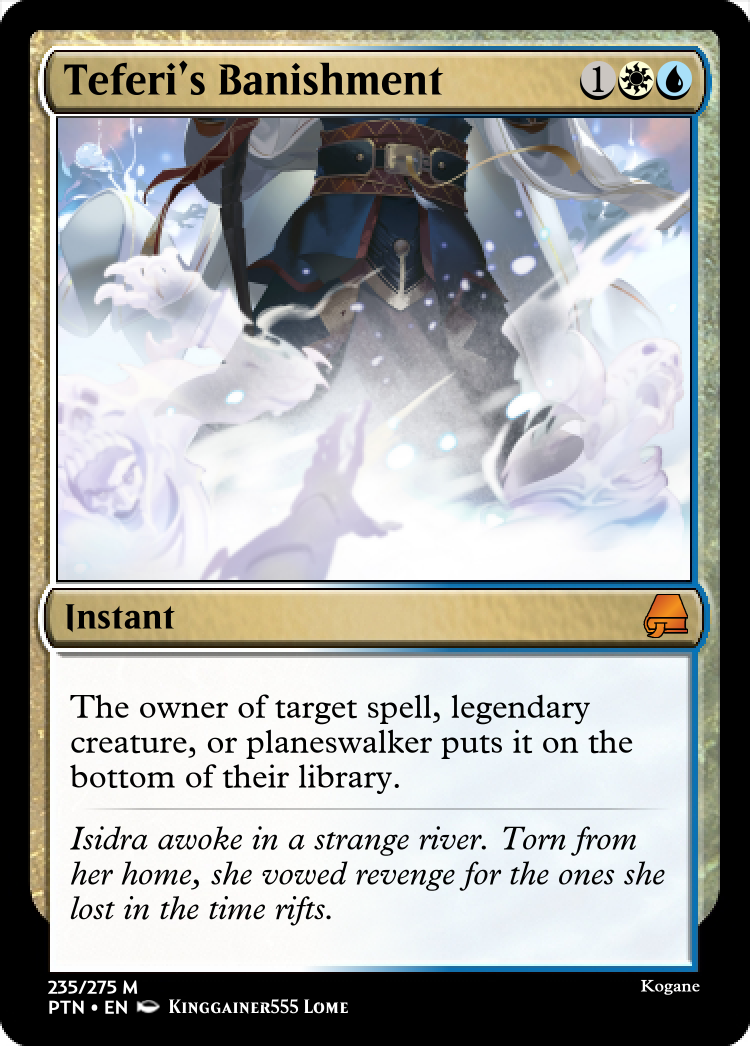 Teferi's Banishment 1
Instant
The owner of target spell, legendary
creature, or planeswalker puts it on the
bottom of their library.
Isidra awoke in a strange river. Torn from
her home, she vowed revenge for the ones she
lost in the time rifts.
235/275 M
Kogane
PTN • EN Kinggainer555 Lome